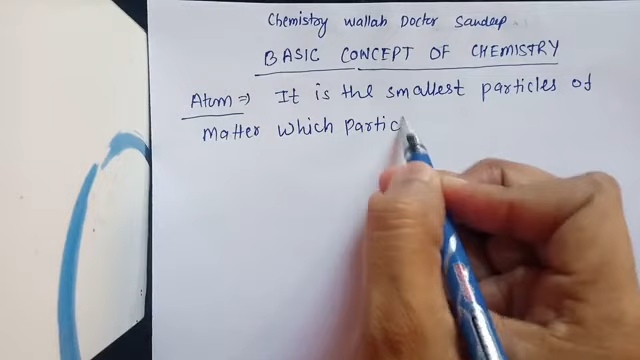 Chemistry Wallah Doctor Sandeep
BASIC CONCEPT OF CHEMISTRY
Atom ⇒ It is the smallest particles of
matter which partic